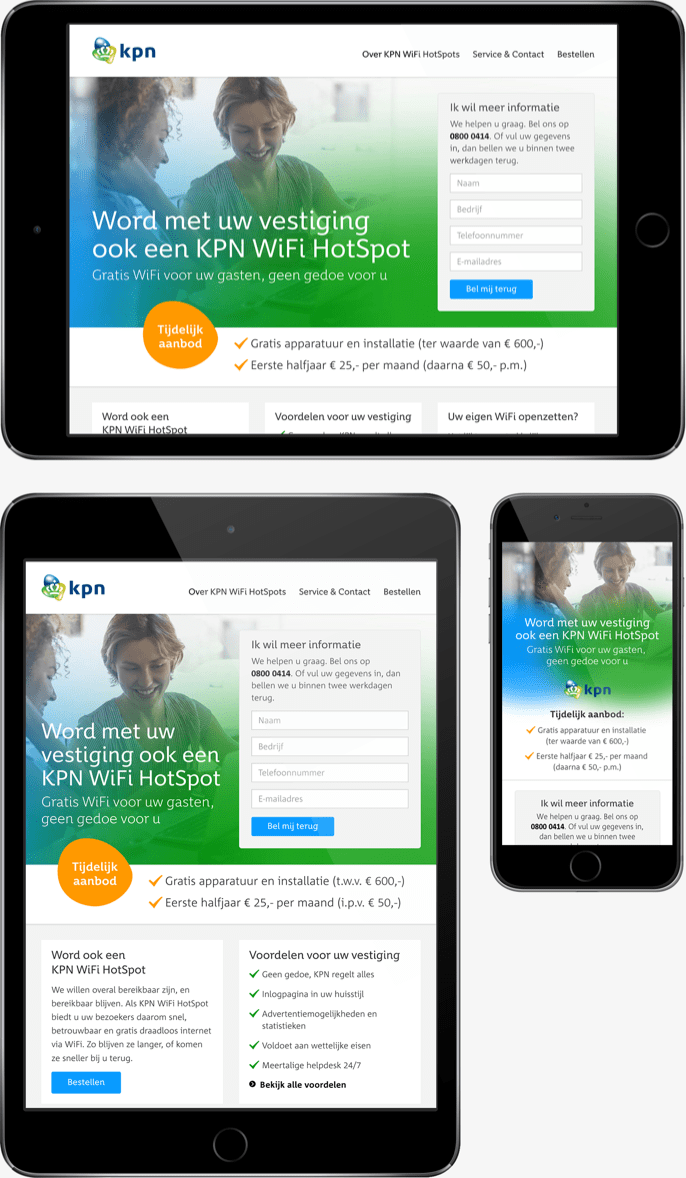 kpn
Over KPN WiFi HotSpots Service & Contact Bestellen
Ik wil meer informatie
We helpen u graag. Bel ons op
0800 0414. Of vul uw gegevens
in, dan bellen we u binnen twee
werkdagen terug.
Naam
Bedrijf
Telefoonnummer
E-mailadres
Bel mij terug
Word met uw vestiging
ook een KPN WiFi HotSpot
Gratis WiFi voor uw gasten, geen gedoe voor u
Tijdelijk
aanbod
Gratis apparatuur en installatie (ter waarde van € 600,-)
Eerste halfjaar € 25,- per maand (daarna € 50,- p.m.)
Word ook een
KPN WiFi HotSpot
Voordelen voor uw vestiging
Uw eigen WiFi openzetten?
kpn
Over KPN WiFi HotSpots Service & Contact Bestellen
Ik wil meer informatie
We helpen u graag. Bel ons op
0800 0414. Of vul uw gegevens in, dan
bellen we u binnen twee werkdagen
terug.
Naam
Bedrijf
Telefoonnummer
E-mailadres
Bel mij terug
Word met uw
vestiging ook een
KPN WiFi HotSpot
Gratis WiFi voor uw gasten,
geen gedoe voor u
Tijdelijk
aanbod
Gratis apparatuur en installatie (t.w.v. € 600,-)
Eerste halfjaar € 25,- per maand (i.p.v. € 50,-)
Word ook een
KPN WiFi HotSpot
We willen overal bereikbaar zijn, en
bereikbaar blijven. Als KPN WiFi HotSpot
biedt u uw bezoekers daarom snel,
betrouwbaar en gratis draadloos internet
via WiFi. Zo blijven ze langer, of komen
ze sneller bij u terug.
Bestellen
Voordelen voor uw vestiging
Geen gedoe, KPN regelt alles
Inlogpagina in uw huisstijl
Advertentiemogelijkheden en
statistieken
Voldoet aan wettelijke eisen
Meertalige helpdesk 24/7
Bekijk alle voordelen
Word met uw vestiging
ook een KPN WiFi HotSpot
Gratis WiFi voor uw gasten,
geen gedoe voor u
kpn
Tijdelijk aanbod:
Gratis apparatuur en installatie
(ter waarde van € 600,-)
Eerste halfjaar € 25,- per maand
(daarna € 50,- p.m.)
Ik wil meer informatie
We helpen u graag. Bel ons op
0800 0414. Of vul uw gegevens in,
dan bellen we u binnen twee